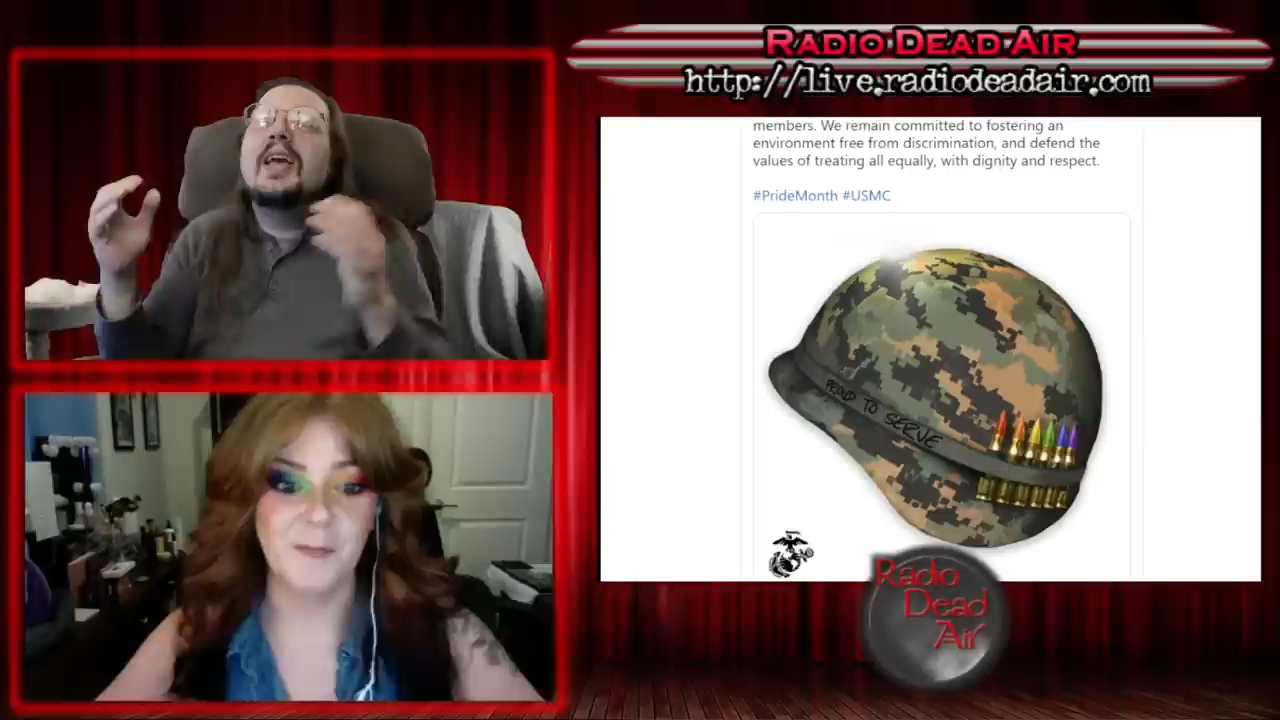 RADIO DEAD AIR
http://live.radiodeadair.com
members. We remain committed to fostering an
environment free from discrimination, and defend the
values of treating all equally, with dignity and respect.
#PrideMonth #USMC
PROUD TO SERVE
Radio
Dead
Air